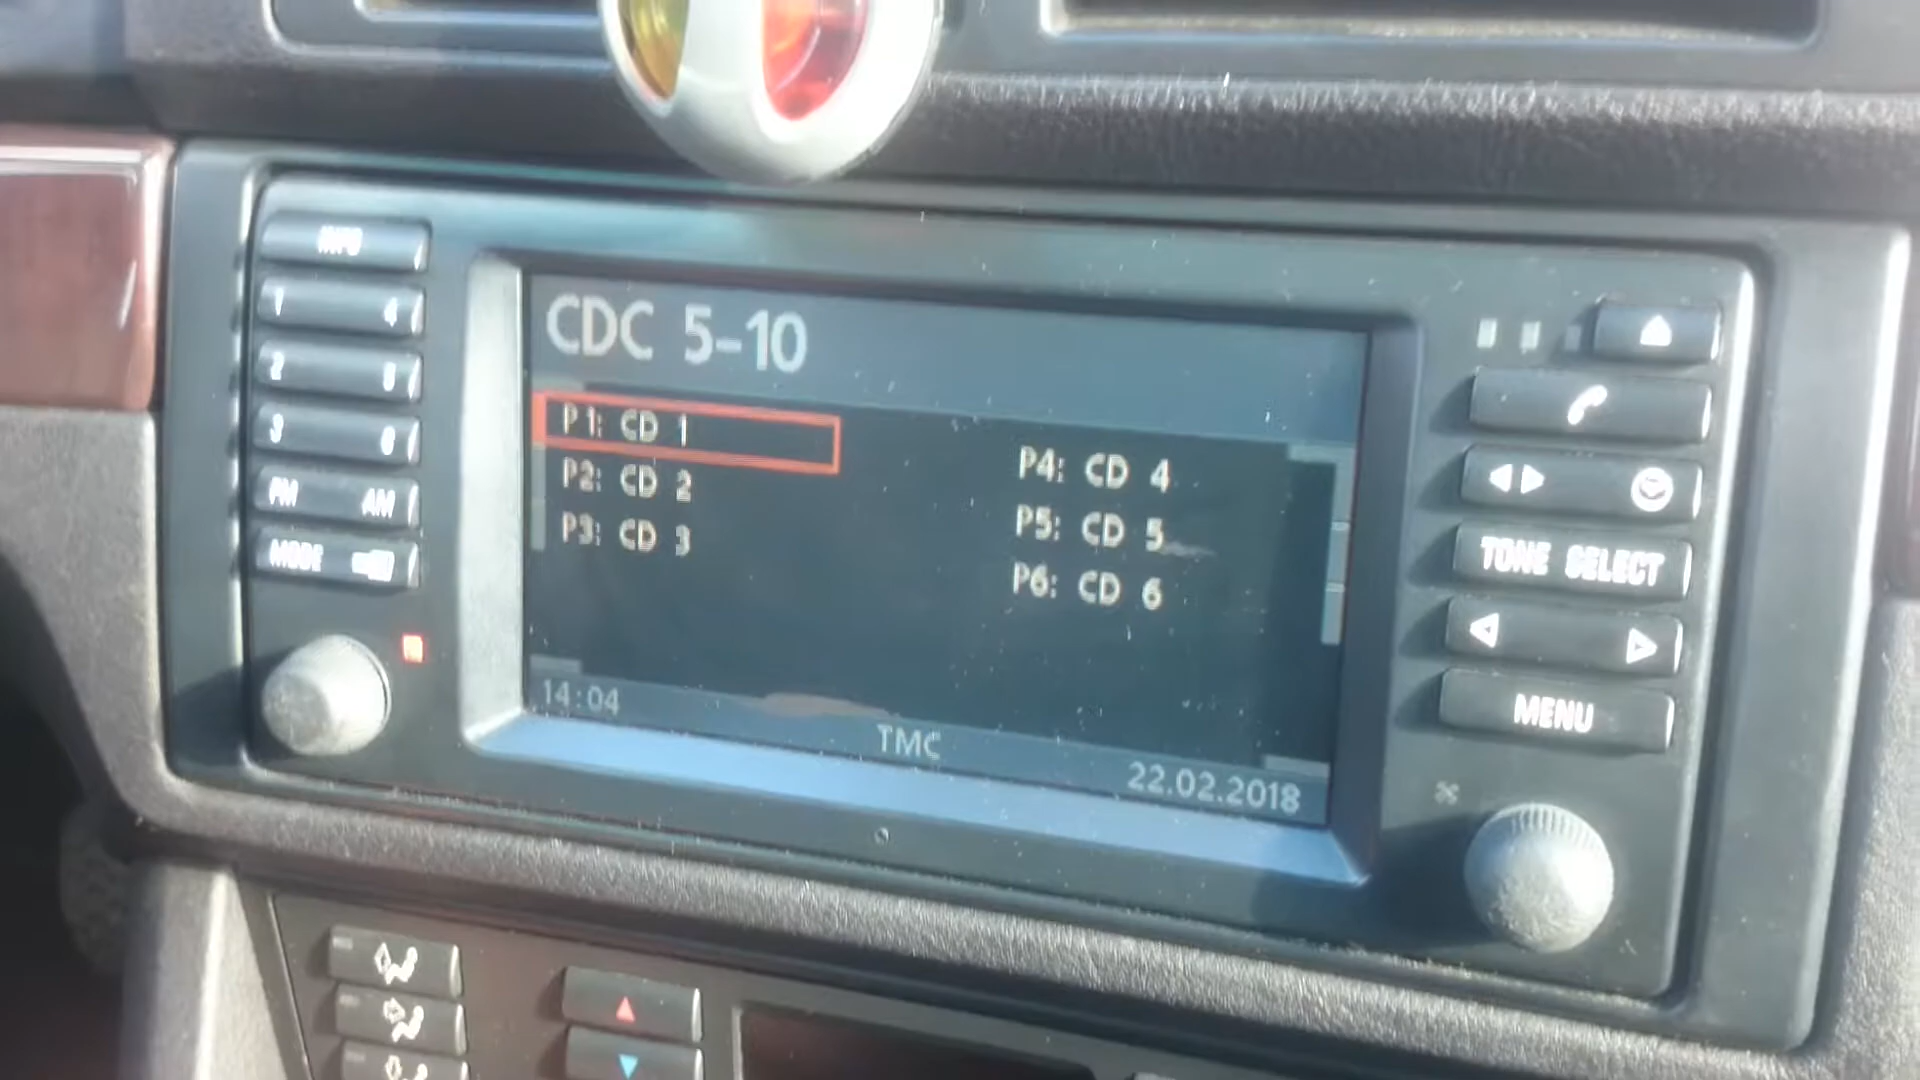 INFO
1 4
2 5
3 6
FM AM
MODE
CDC 5-10
P1: CD 1
P2: CD 2
P3: CD 3
P4: CD 4
P5: CD 5
P6: CD 6
14:04
TMC
22.02.2018
TONE SELECT
MENU